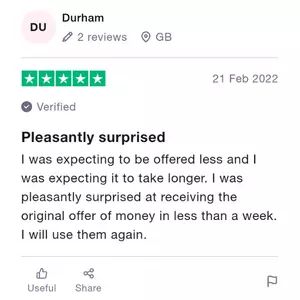 DU
Durham
2 reviews GB
21 Feb 2022
Verified
Pleasantly surprised
I was expecting to be offered less and I
was expecting it to take longer. I was
pleasantly surprised at receiving the
original offer of money in less than a week.
I will use them again.
Useful Share